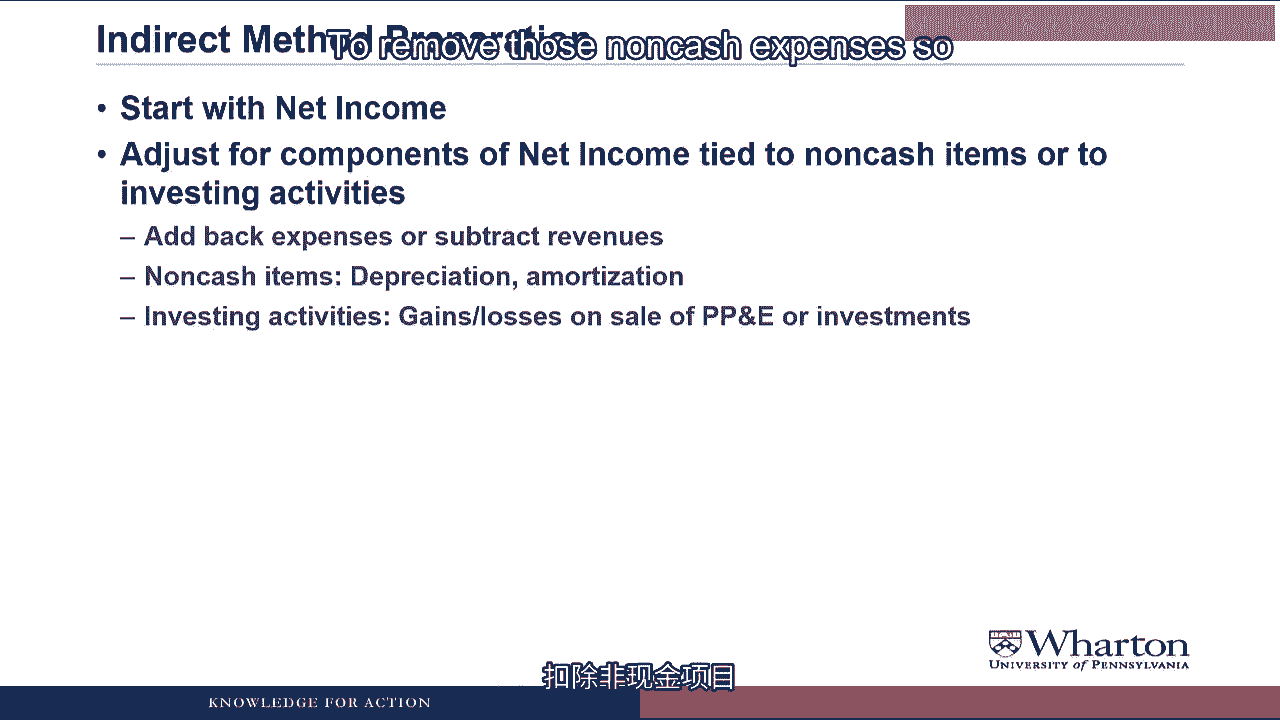 Indirect Method Preparation
To remove those noncash expenses so
• Start with Net Income
• Adjust for components of Net Income tied to noncash items or to
investing activities
– Add back expenses or subtract revenues
– Noncash items: Depreciation, amortization
– Investing activities: Gains/losses on sale of PP&E or investments
Wharton
UNIVERSITY of PENNSYLVANIA
扣除非现金项目
KNOWLEDGE FOR ACTION